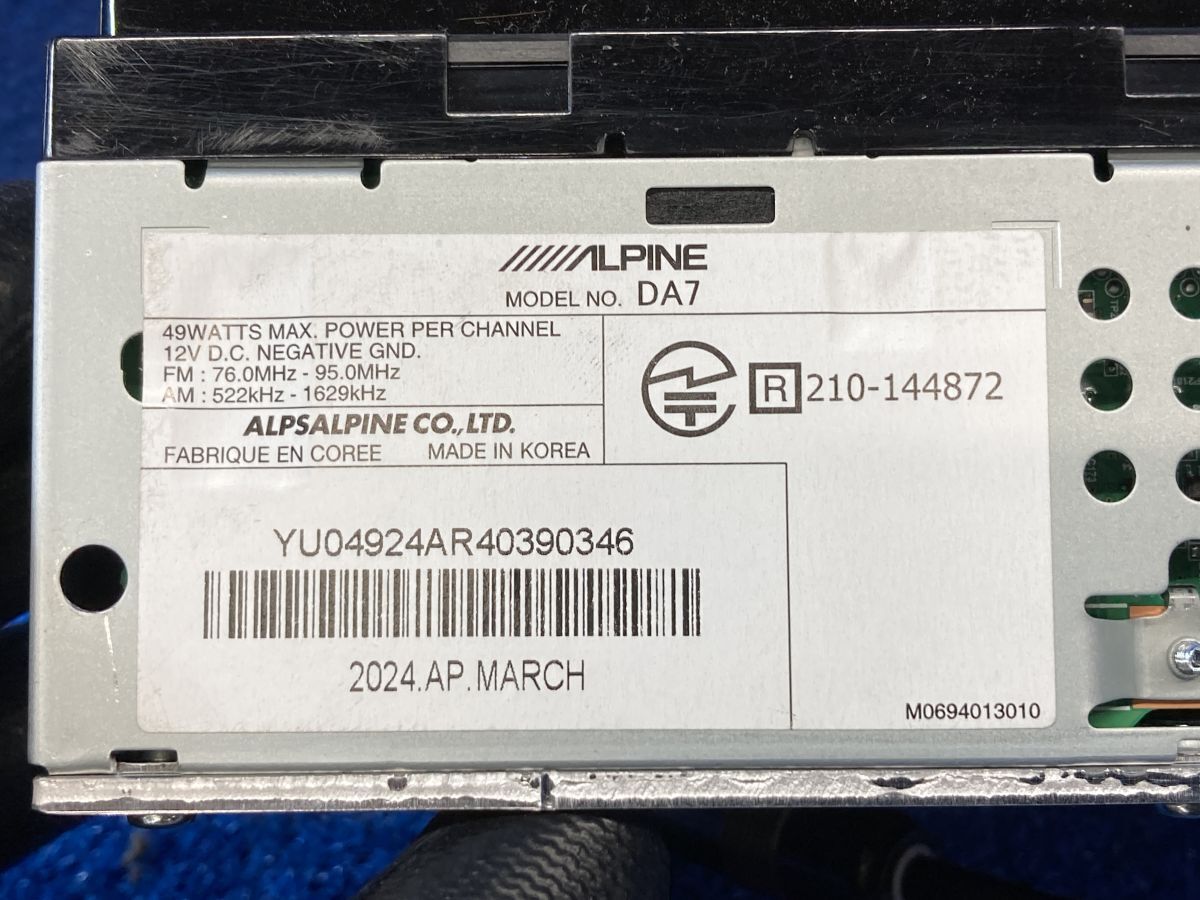 ALPINE
MODEL NO. DA7
49WATTS MAX. POWER PER CHANNEL
12V D.C. NEGATIVE GND.
FM : 76.0MHz - 95.0MHz
AM : 522kHz - 1629kHz
ALPSALPINE CO.,LTD.
FABRIQUE EN COREE MADE IN KOREA
R 210-144872
YU04924AR40390346
2024.AP.MARCH
M0694013010